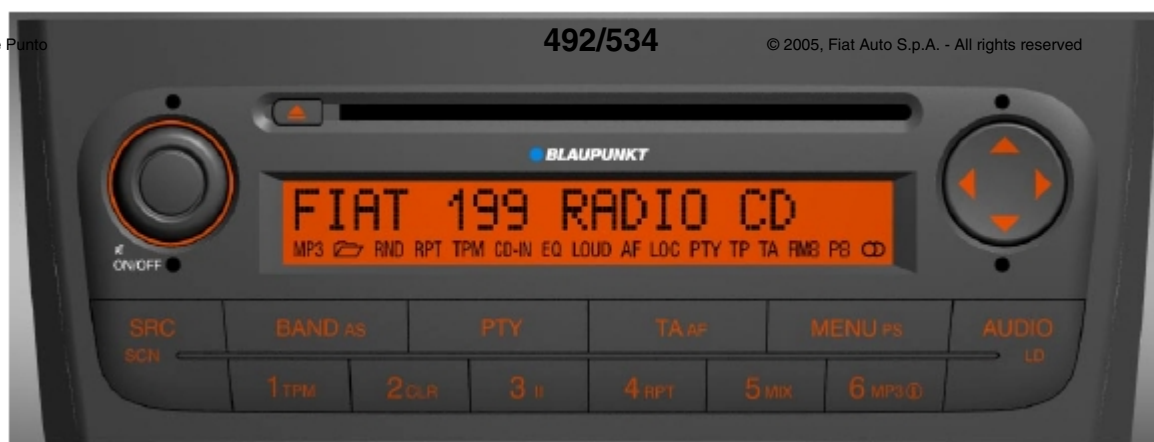 Punto 492/534 © 2005, Fiat Auto S.p.A. - All rights reserved
BLAUPUNKT
FIAT 199 RADIO CD
MP3 RND RPT TPM CD-IN EQ LOUD AF LOC PTY TP TA
ON/OFF
SRC BAND AS PTY TA AF MENU PS AUDIO
SCN LD
1 TPM 2 CLR 3 II 4 RPT 5 MIX 6 MP3 i